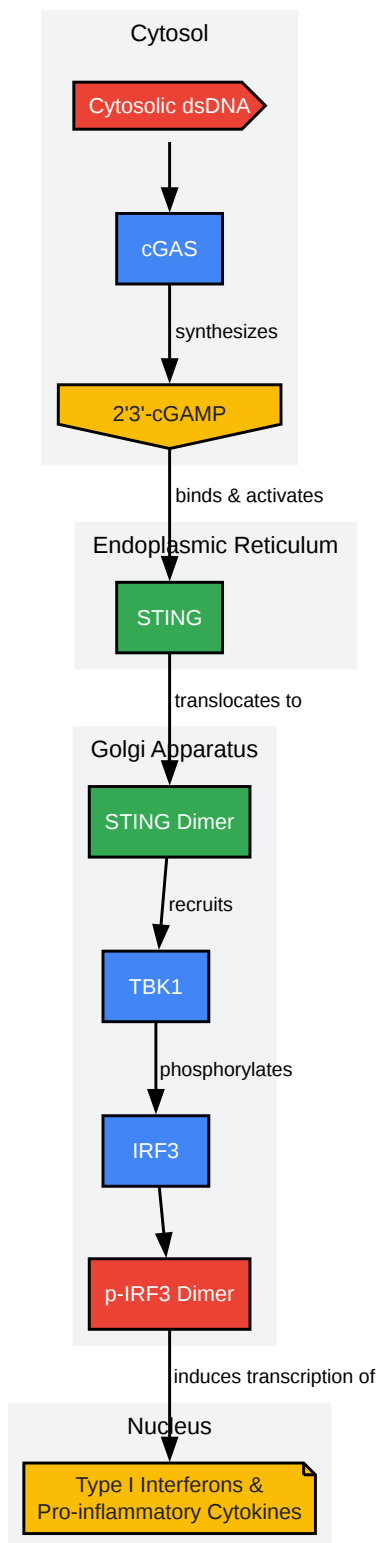 Cytosol
Cytosolic dsDNA
cGAS
synthesizes
2'3'-cGAMP
binds & activates
Endoplasmic Reticulum
STING
translocates to
Golgi Apparatus
STING Dimer
recruits
TBK1
phosphorylates
IRF3
p-IRF3 Dimer
induces transcription of
Nucleus
Type I Interferons &
Pro-inflammatory Cytokines